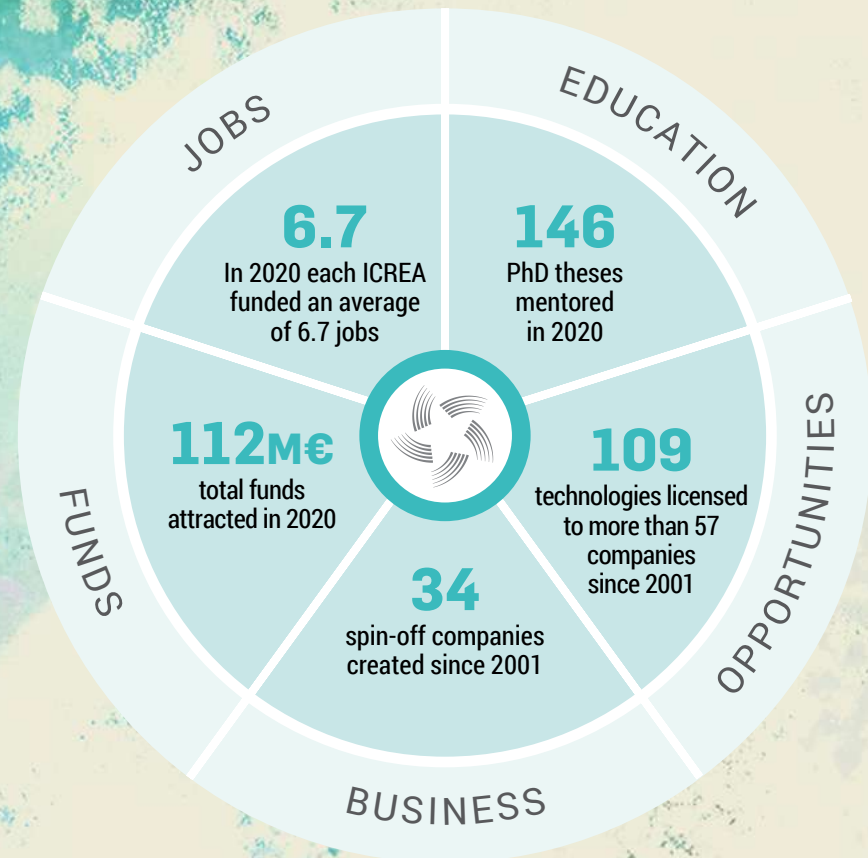 JOBS
6.7
In 2020 each ICREA
funded an average
of 6.7 jobs
EDUCATION
146
PhD theses
mentored
in 2020
OPPORTUNITIES
109
technologies licensed
to more than 57
companies
since 2001
BUSINESS
34
spin-off companies
created since 2001
FUNDS
112M€
total funds
attracted in 2020